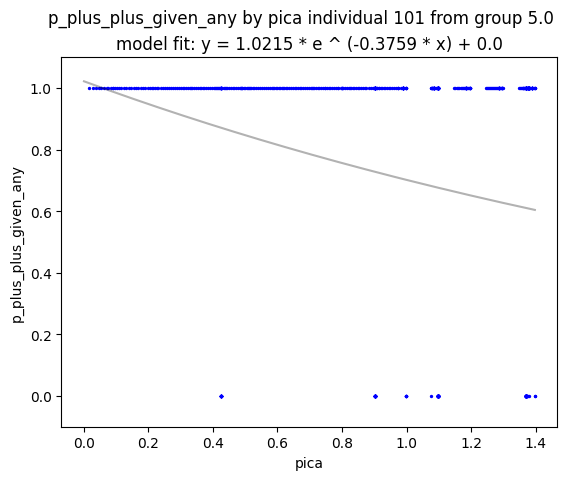 p_plus_plus_given_any by pica individual 101 from group 5.0
model fit: y = 1.0215 * e ^ (-0.3759 * x) + 0.0
1.0
0.8
0.6
0.4
0.2
0.0
p_plus_plus_given_any
0.0 0.2 0.4 0.6 0.8 1.0 1.2 1.4
pica